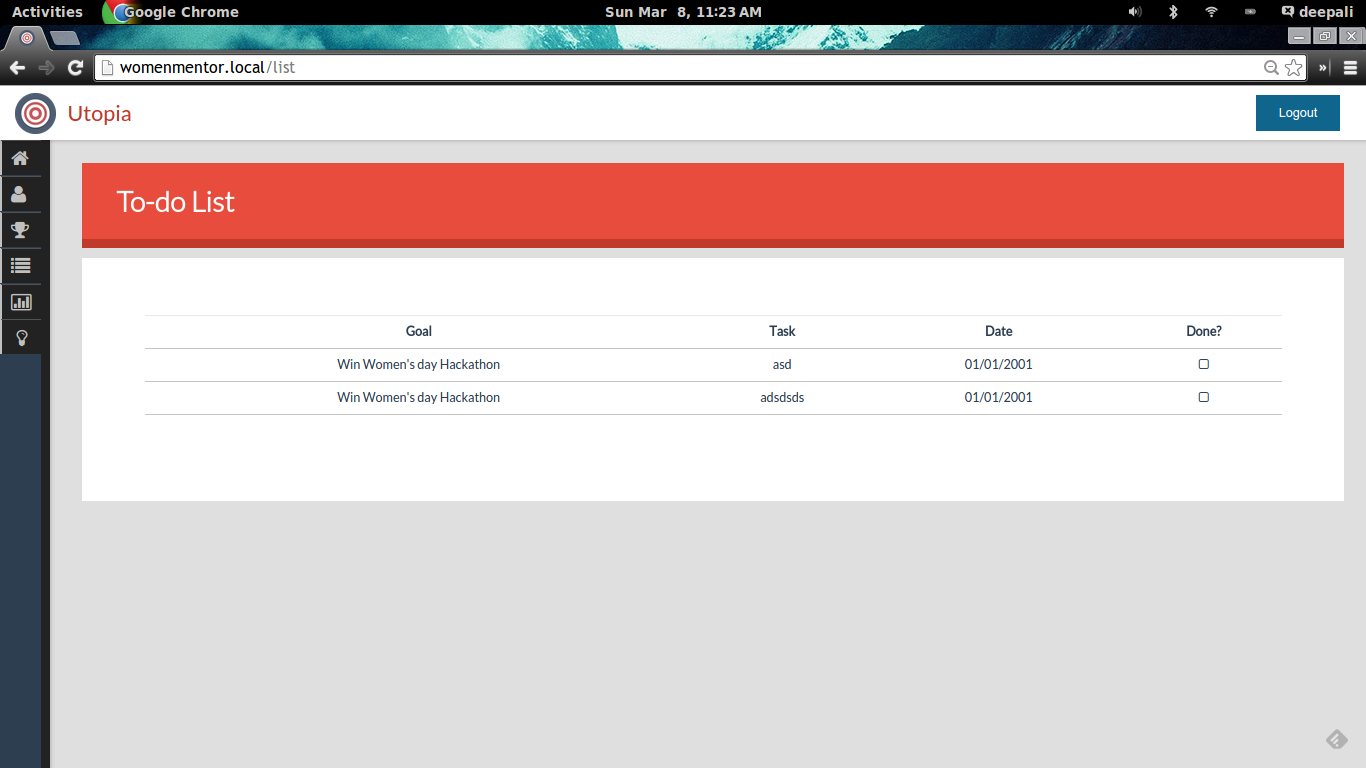 Activities Google Chrome Sun Mar 8, 11:23 AM deepali
womenmentor.local/list
Utopia Logout
To-do List
Goal Task Date Done?
Win Women's day Hackathon asd 01/01/2001
Win Women's day Hackathon adsdsds 01/01/2001